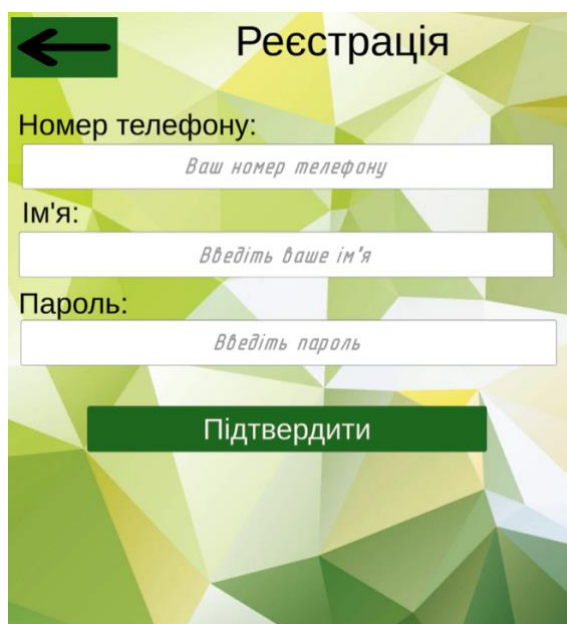 Реєстрація
Номер телефону:
Ваш номер телефону
Ім'я:
Введіть ваше ім'я
Пароль:
Введіть пароль
Підтвердити